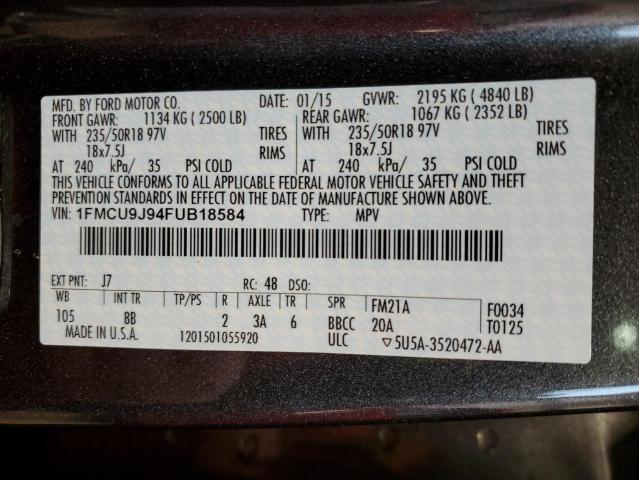 MFD. BY FORD MOTOR CO. DATE: 01/15 GVWR: 2195 KG ( 4840 LB)
FRONT GAWR: 1134 KG ( 2500 LB) REAR GAWR: 1067 KG ( 2352 LB)
WITH 235/50R18 97V TIRES WITH 235/50R18 97V TIRES
18x7.5J RIMS 18x7.5J RIMS
AT 240 kPa/ 35 PSI COLD AT 240 kPa/ 35 PSI COLD
THIS VEHICLE CONFORMS TO ALL APPLICABLE FEDERAL MOTOR VEHICLE SAFETY AND THEFT
PREVENTION STANDARDS IN EFFECT ON THE DATE OF MANUFACTURE SHOWN ABOVE.
VIN: 1FMCU9J94FUB18584 TYPE: MPV
EXT PNT: J7 RC: 48 DSO:
WB INT TR TP/PS R AXLE TR SPR FM21A F0034
105 8B 2 3A 6 BBCC 20A T0125
MADE IN U.S.A. 1201501055920 ULC ▽5U5A-3520472-AA